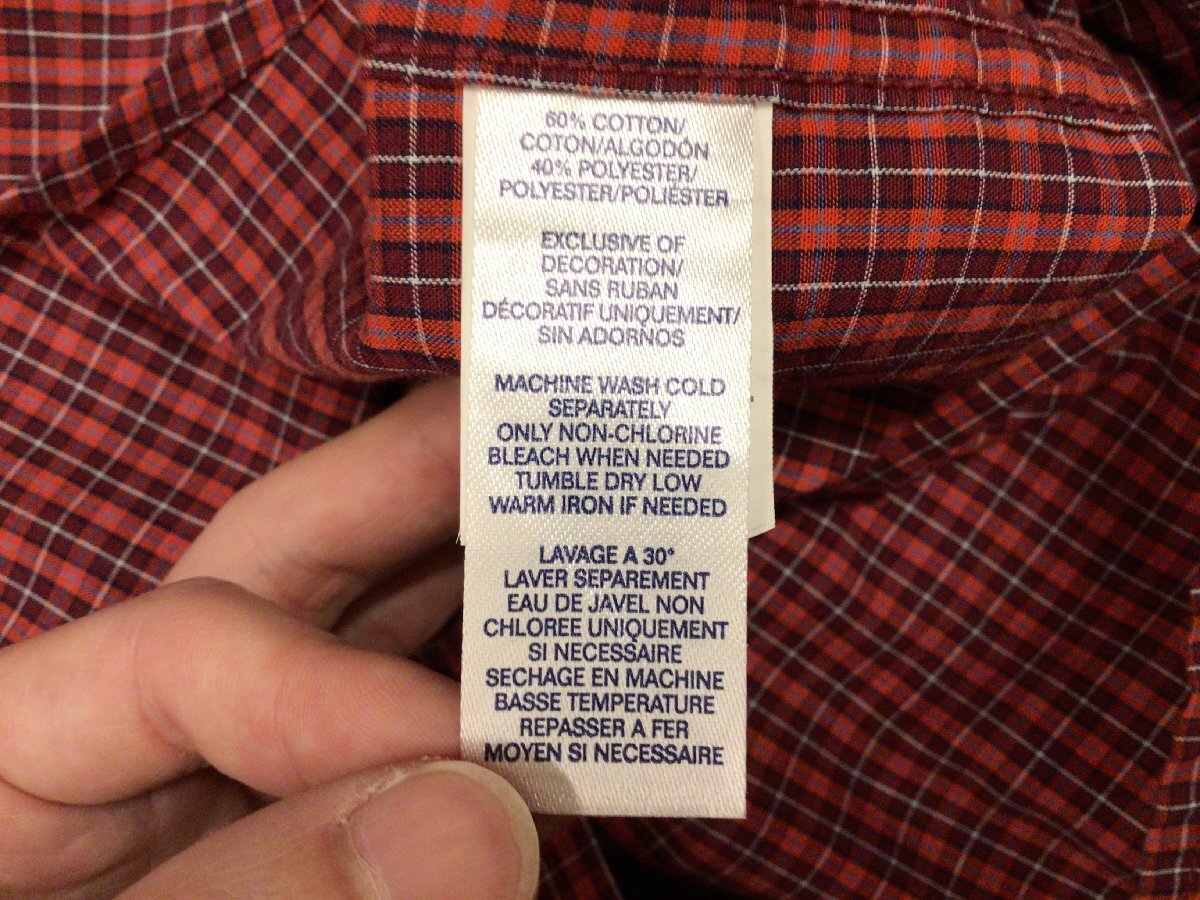 60% COTTON/
COTON/ALGODÓN
40% POLYESTER/
POLYESTER/POLIÉSTER
EXCLUSIVE OF
DECORATION/
SANS RUBAN
DÉCORATIF UNIQUEMENT/
SIN ADORÑOS
MACHINE WASH COLD
SEPARATELY
ONLY NON-CHLORINE
BLEACH WHEN NEEDED
TUMBLE DRY LOW
WARM IRON IF NEEDED
LAVAGE A 30°
LAVER SEPAREMENT
EAU DE JAVEL NON
CHLOREE UNIQUEMENT
SI NECESSAIRE
SECHAGE EN MACHINE
BASSE TEMPERATURE
REPASSER A FER
MOYEN SI NECESSAIRE